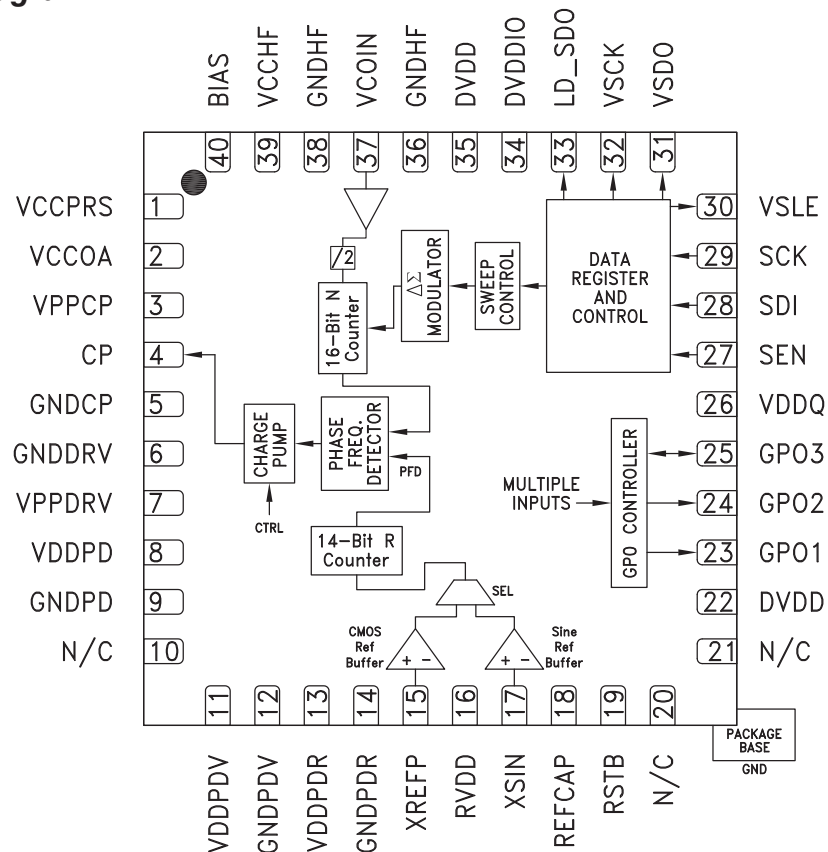 BIAS
VCCHF
GNDHF
VCOIN
GNDHF
DVDD
DVDDIO
LD_SDO
VSCK
VSDO
40
39
38
37
36
35
34
33
32
31
VCCPRS 1
VCCOA 2
VPPCP 3
CP 4
GNDCP 5
GNDDRV 6
VPPDRV 7
VDDPD 8
GNDPD 9
N/C 10
30 VSLE
29 SCK
28 SDI
27 SEN
26 VDDQ
25 GPO3
24 GPO2
23 GPO1
22 DVDD
21 N/C
/2
16-Bit N
Counter
ΔΣ
MODULATOR
SWEEP
CONTROL
DATA
REGISTER
AND
CONTROL
CHARGE
PUMP
CTRL
PHASE
FREQ.
DETECTOR
PFD
MULTIPLE
INPUTS
GPO CONTROLLER
14-Bit R
Counter
SEL
CMOS
Ref
Buffer
+ -
Sine
Ref
Buffer
+ -
11
12
13
14
15
16
17
18
19
20
VDDPDV
GNDPDV
VDDPDR
GNDPDR
XREFP
RVDD
XSIN
REFCAP
RSTB
N/C
PACKAGE
BASE
GND